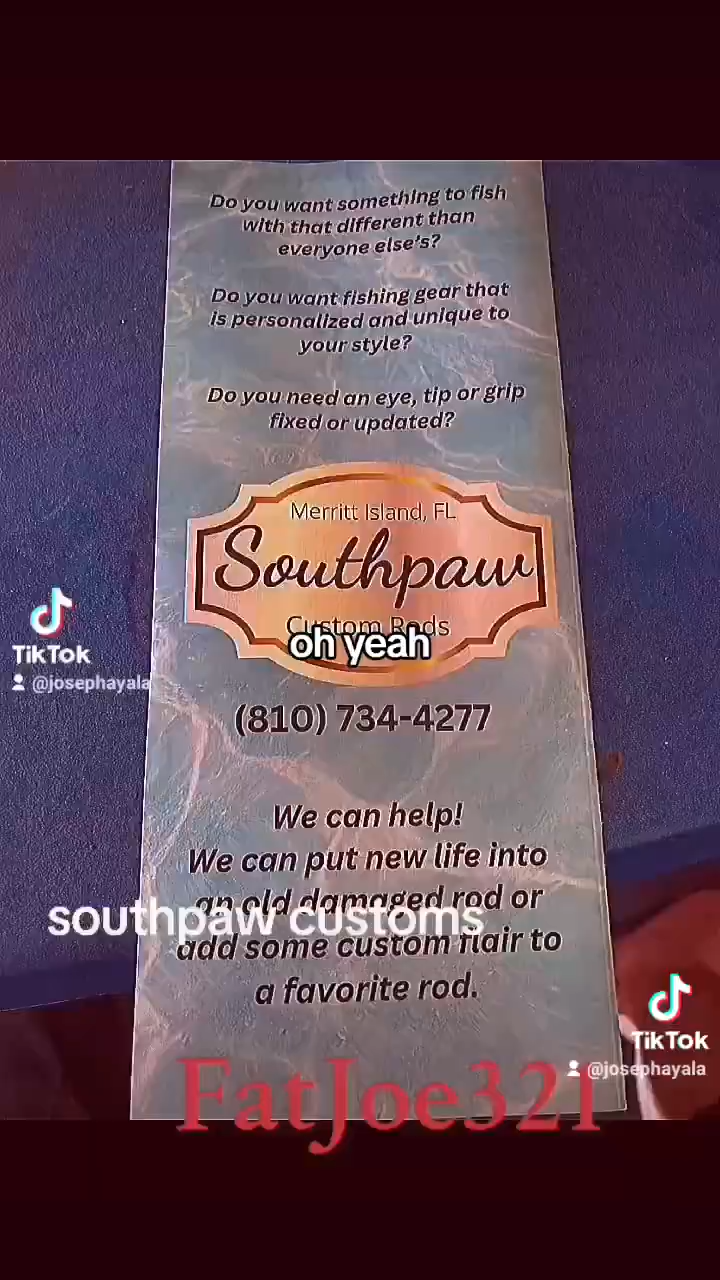 Do you want something to fish
with that different than
everyone else's?
Do you want fishing gear that
is personalized and unique to
your style?
Do you need an eye, tip or grip
fixed or updated?
Merritt Island, FL
Southpaw
Custom Rods
oh yeah
TikTok
@josephayala
(810) 734-4277
We can help!
We can put new life into
an old damaged rod or
southpaw customs
add some custom flair to
a favorite rod.
TikTok
@josephayala
FatJoe321